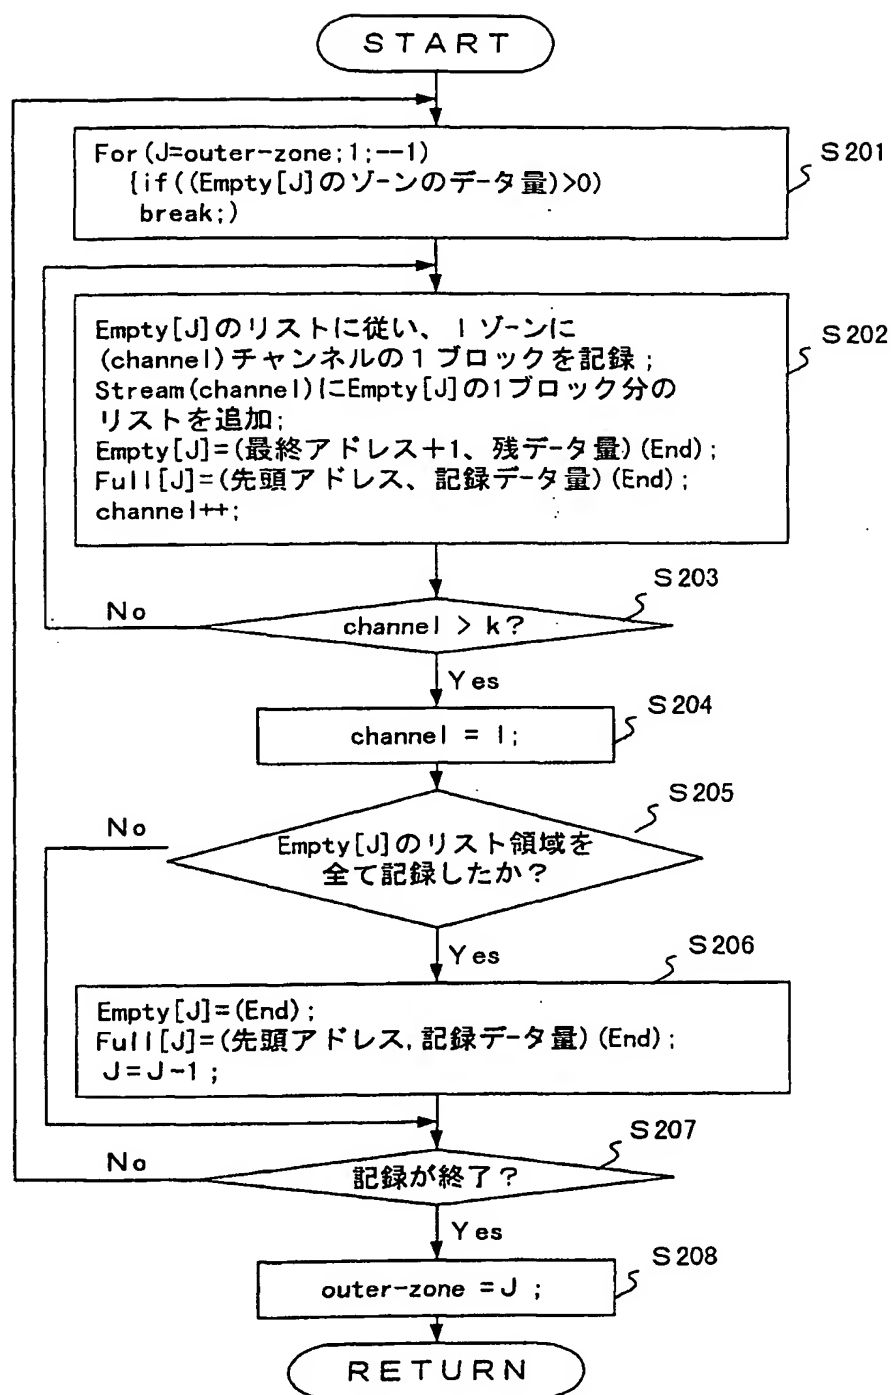 START
For(J=outer-zone;1;--1)
{if((Empty[J]のゾーンのデータ量)>0)
break;)
S201
Empty[J]のリストに従い、1ゾーンに
(channel)チャンネルの1ブロックを記録;
Stream(channel)にEmpty[J]の1ブロック分の
リストを追加;
Empty[J]=(最終アドレス+1、残データ量)(End);
Full[J]=(先頭アドレス、記録データ量)(End);
channel++;
S202
S203
No
channel > k?
Yes
S204
channel = 1;
S205
No
Empty[J]のリスト領域を
全て記録したか?
Yes
S206
Empty[J]=(End);
Full[J]=(先頭アドレス,記録データ量)(End);
J=J-1;
S207
No
記録が終了?
Yes
S208
outer-zone =J ;
RETURN